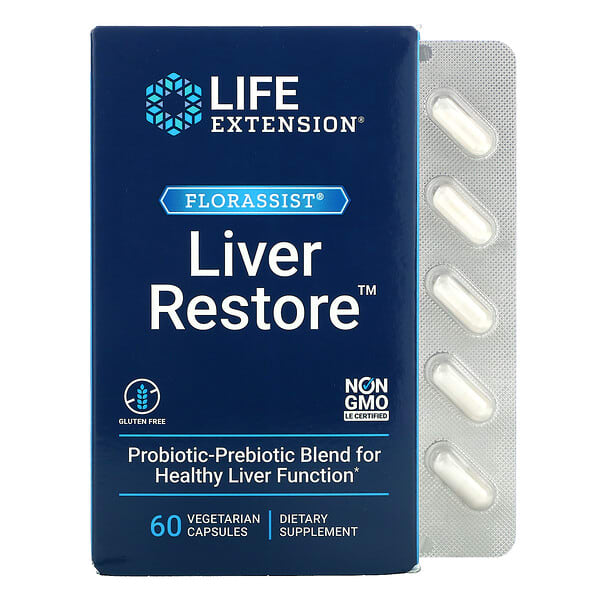 LIFE
EXTENSION®
FLORASSIST®
Liver
Restore™
GLUTEN FREE
NON
GMO
LE CERTIFIED
Probiotic-Prebiotic Blend for
Healthy Liver Function*
60 VEGETARIAN CAPSULES | DIETARY SUPPLEMENT